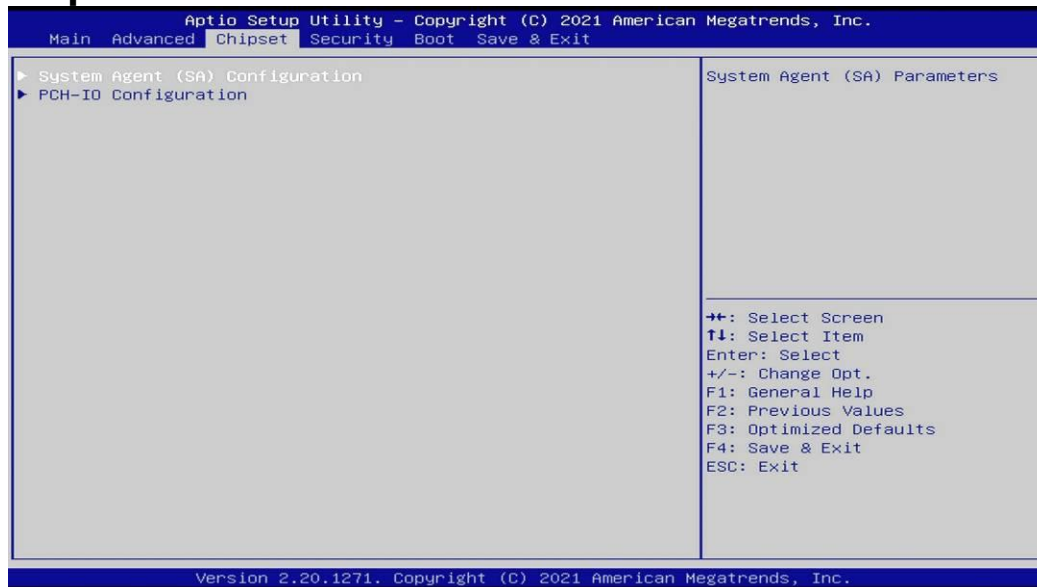 Aptio Setup Utility – Copyright (C) 2021 American Megatrends, Inc.
Main Advanced Chipset Security Boot Save & Exit
▶ System Agent (SA) Configuration
▶ PCH-IO Configuration
System Agent (SA) Parameters
→←: Select Screen
↑↓: Select Item
Enter: Select
+/-: Change Opt.
F1: General Help
F2: Previous Values
F3: Optimized Defaults
F4: Save & Exit
ESC: Exit
Version 2.20.1271. Copyright (C) 2021 American Megatrends, Inc.